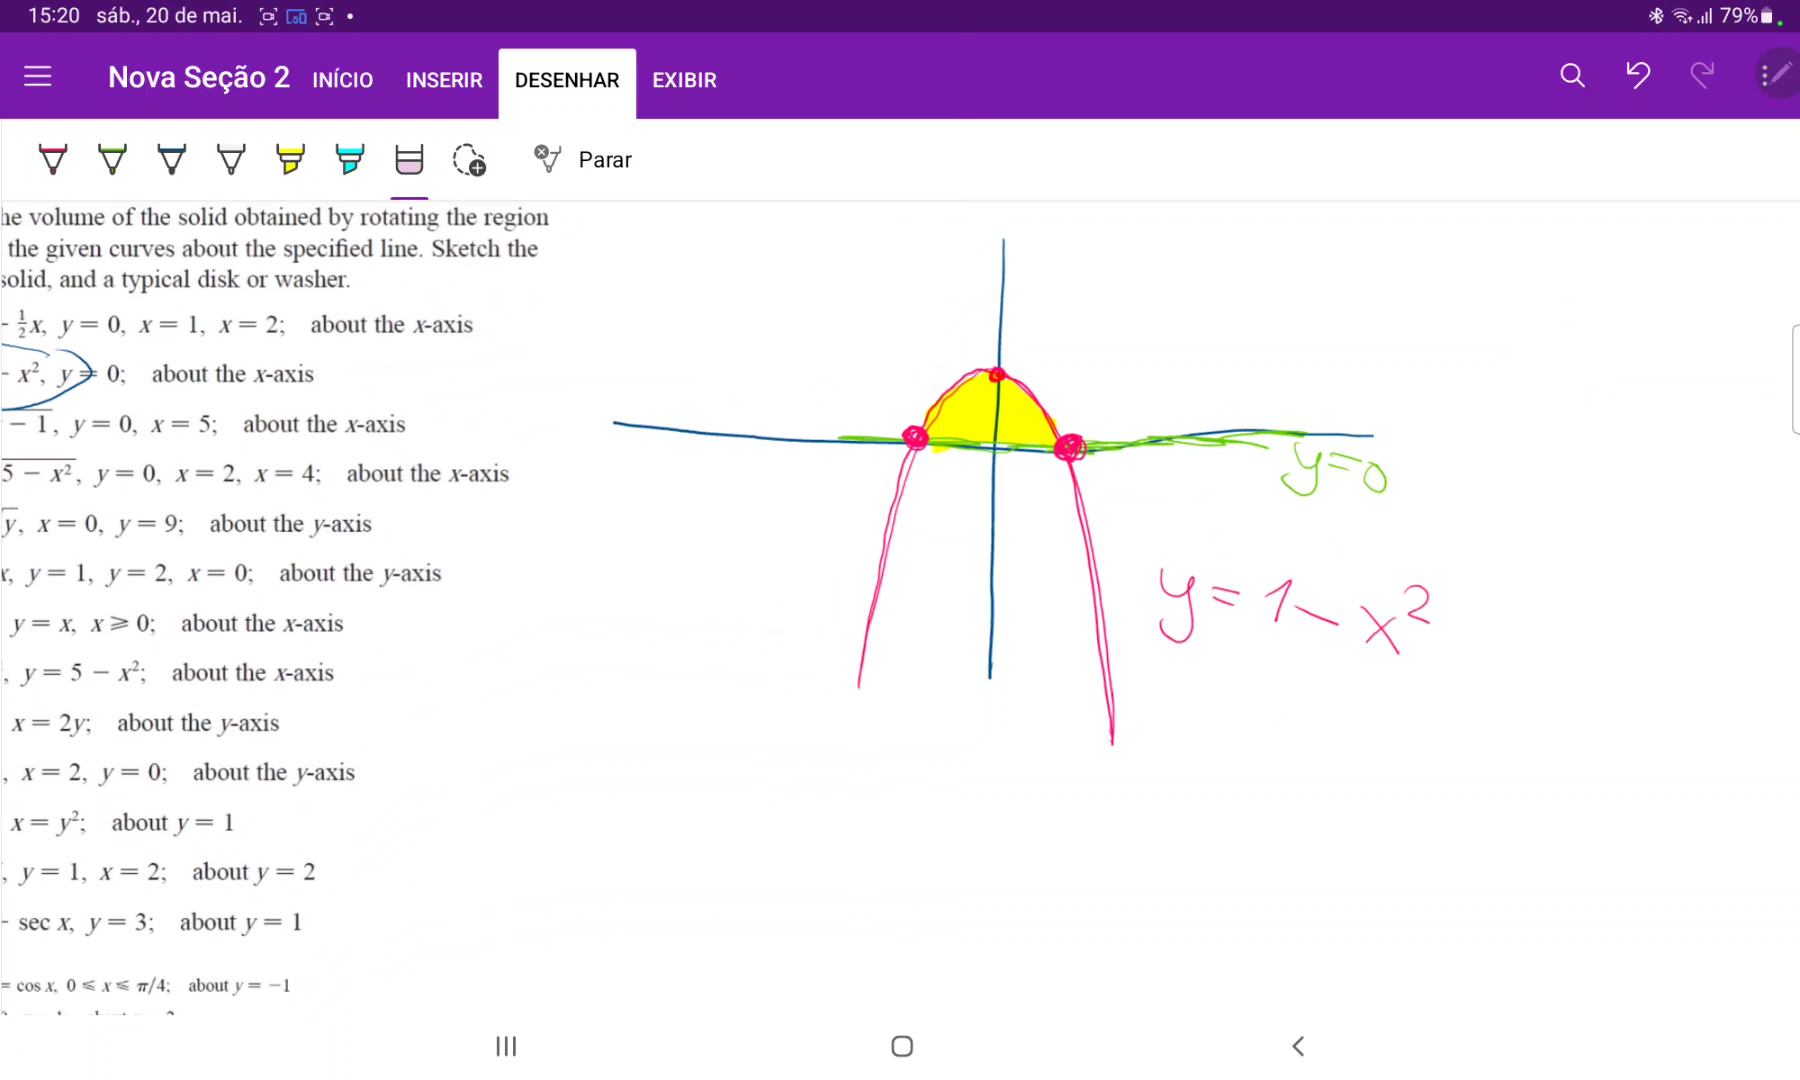 15:20 sáb., 20 de mai.
79%
Nova Seção 2 INÍCIO INSERIR DESENHAR EXIBIR
Parar
he volume of the solid obtained by rotating the region
the given curves about the specified line. Sketch the
solid, and a typical disk or washer.
- ½x, y = 0, x = 1, x = 2; about the x-axis
- x², y = 0; about the x-axis
- 1, y = 0, x = 5; about the x-axis
5 − x², y = 0, x = 2, x = 4; about the x-axis
y, x = 0, y = 9; about the y-axis
x, y = 1, y = 2, x = 0; about the y-axis
y = x, x ⩾ 0; about the x-axis
, y = 5 − x²; about the x-axis
x = 2y; about the y-axis
, x = 2, y = 0; about the y-axis
x = y²; about y = 1
, y = 1, x = 2; about y = 2
- sec x, y = 3; about y = 1
= cos x, 0 ⩽ x ⩽ π/4; about y = −1
y=0
y = 1 - x²